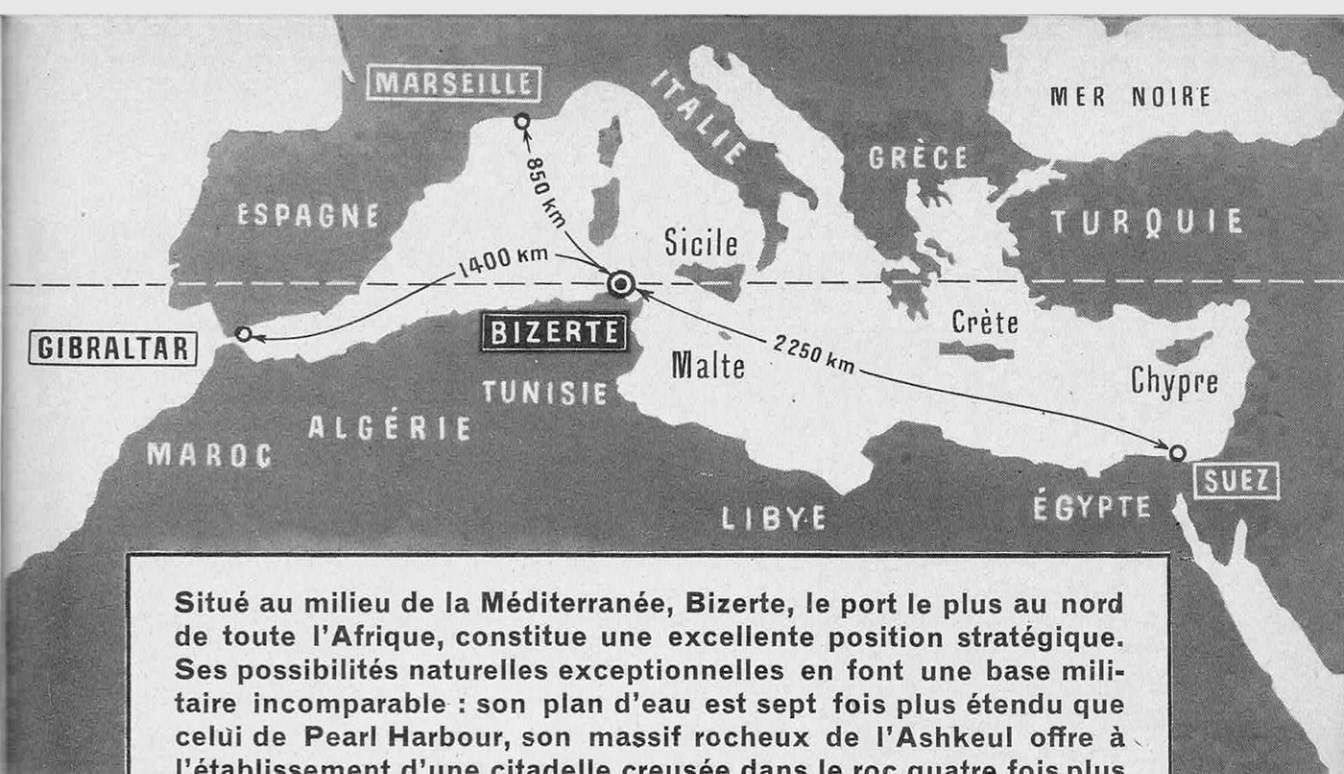 MARSEILLE
ITALIE
MER NOIRE
850 km
GRÈCE
ESPAGNE
Sicile
TURQUIE
1400 км
GIBRALTAR
BIZERTE
Crète
Malte
2250 km
Chypre
TUNISIE
ALGÉRIE
MAROC
SUEZ
LIBYE
ÉGYPTE
Situé au milieu de la Méditerranée, Bizerte, le port le plus au nord
de toute l'Afrique, constitue une excellente position stratégique.
Ses possibilités naturelles exceptionnelles en font une base mili-
taire incomparable : son plan d'eau est sept fois plus étendu que
celui de Pearl Harbour, son massif rocheux de l'Ashkeul offre à
l'établissement d'une citadelle creusée dans le roc quatre fois plus